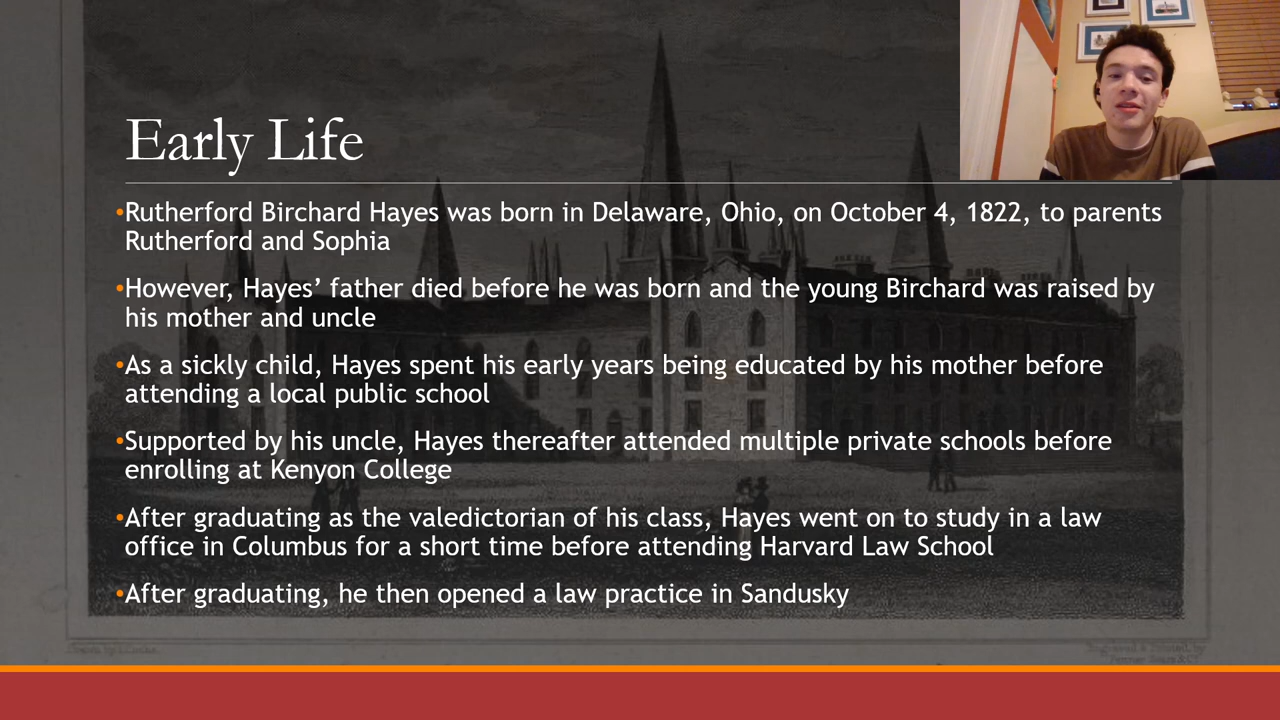 Early Life
•Rutherford Birchard Hayes was born in Delaware, Ohio, on October 4, 1822, to parents
Rutherford and Sophia
•However, Hayes’ father died before he was born and the young Birchard was raised by
his mother and uncle
•As a sickly child, Hayes spent his early years being educated by his mother before
attending a local public school
•Supported by his uncle, Hayes thereafter attended multiple private schools before
enrolling at Kenyon College
•After graduating as the valedictorian of his class, Hayes went on to study in a law
office in Columbus for a short time before attending Harvard Law School
•After graduating, he then opened a law practice in Sandusky